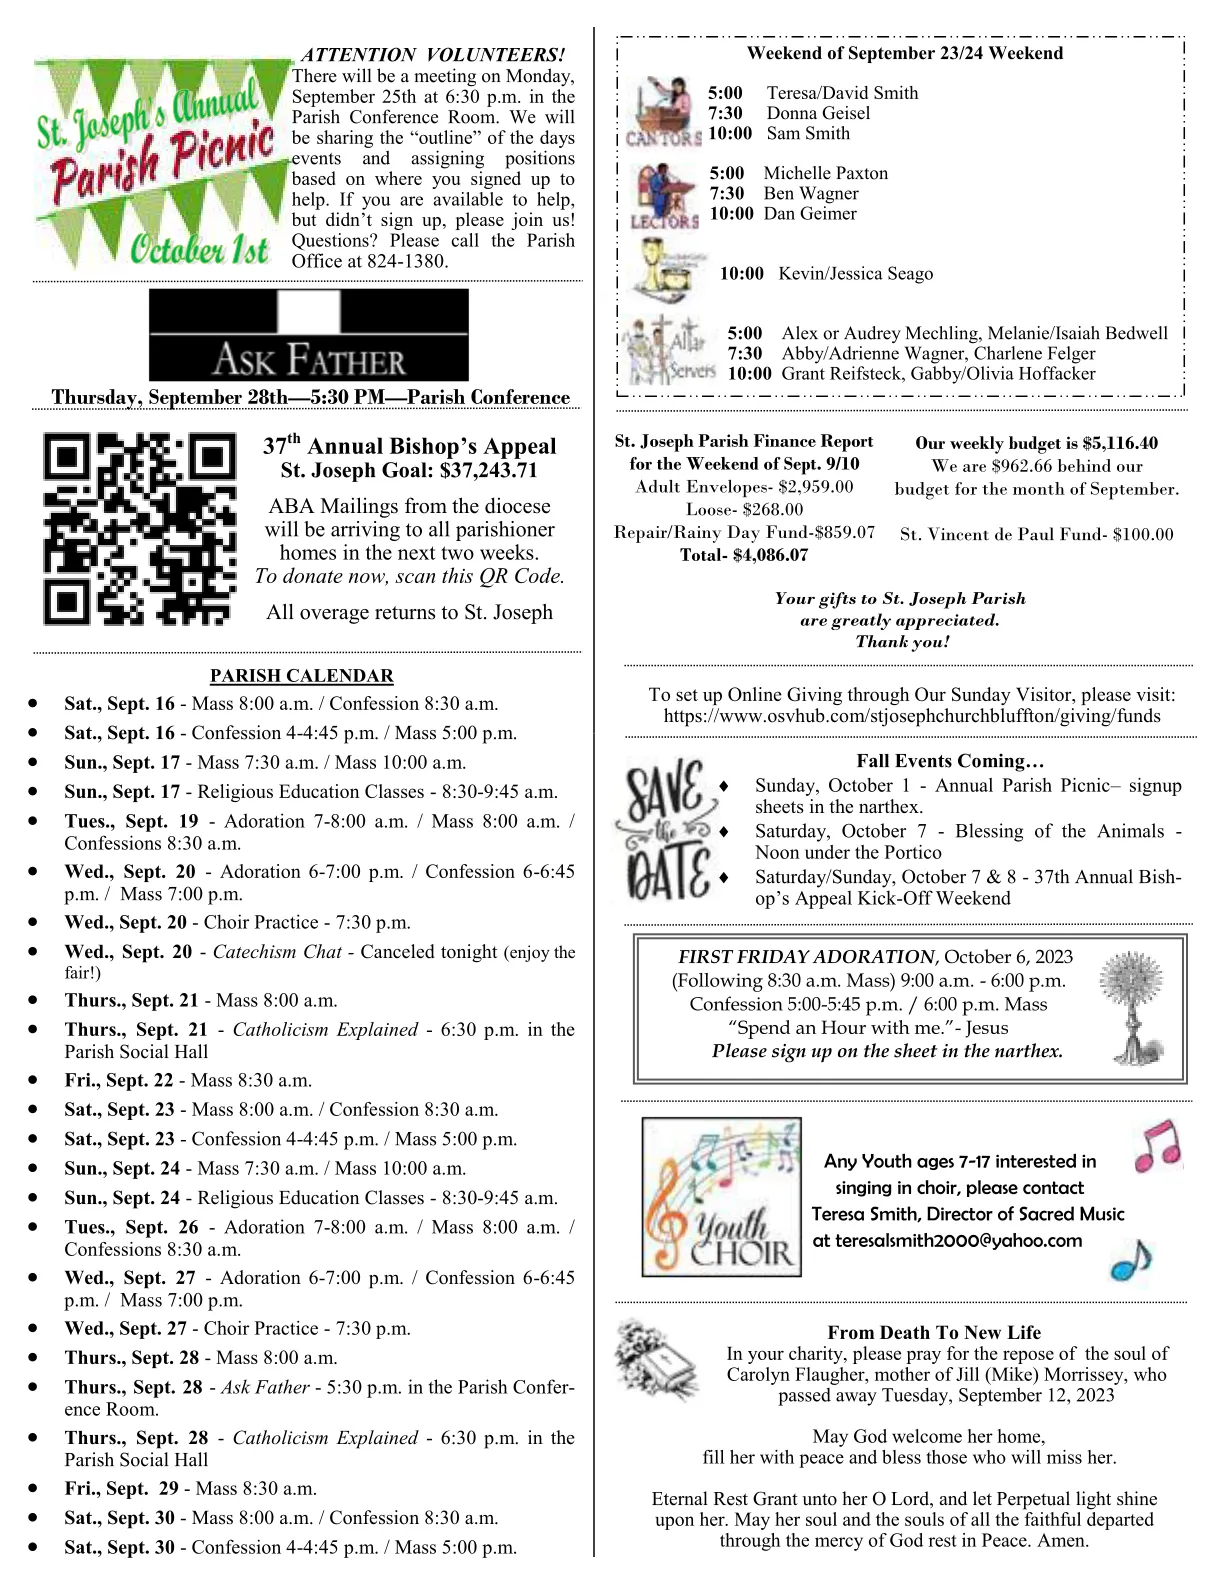 St. Joseph's Annual
Parish Picnic
October 1st
ATTENTION VOLUNTEERS!
There will be a meeting on Monday,
September 25th at 6:30 p.m. in the
Parish Conference Room. We will
be sharing the “outline” of the days
events and assigning positions
based on where you signed up to
help. If you are available to help,
but didn’t sign up, please join us!
Questions? Please call the Parish
Office at 824-1380.
ASK FATHER
Thursday, September 28th—5:30 PM—Parish Conference
37th Annual Bishop’s Appeal
St. Joseph Goal: $37,243.71
ABA Mailings from the diocese
will be arriving to all parishioner
homes in the next two weeks.
To donate now, scan this QR Code.
All overage returns to St. Joseph
PARISH CALENDAR
• Sat., Sept. 16 - Mass 8:00 a.m. / Confession 8:30 a.m.
• Sat., Sept. 16 - Confession 4-4:45 p.m. / Mass 5:00 p.m.
• Sun., Sept. 17 - Mass 7:30 a.m. / Mass 10:00 a.m.
• Sun., Sept. 17 - Religious Education Classes - 8:30-9:45 a.m.
• Tues., Sept. 19 - Adoration 7-8:00 a.m. / Mass 8:00 a.m. /
Confessions 8:30 a.m.
• Wed., Sept. 20 - Adoration 6-7:00 p.m. / Confession 6-6:45
p.m. / Mass 7:00 p.m.
• Wed., Sept. 20 - Choir Practice - 7:30 p.m.
• Wed., Sept. 20 - Catechism Chat - Canceled tonight (enjoy the
fair!)
• Thurs., Sept. 21 - Mass 8:00 a.m.
• Thurs., Sept. 21 - Catholicism Explained - 6:30 p.m. in the
Parish Social Hall
• Fri., Sept. 22 - Mass 8:30 a.m.
• Sat., Sept. 23 - Mass 8:00 a.m. / Confession 8:30 a.m.
• Sat., Sept. 23 - Confession 4-4:45 p.m. / Mass 5:00 p.m.
• Sun., Sept. 24 - Mass 7:30 a.m. / Mass 10:00 a.m.
• Sun., Sept. 24 - Religious Education Classes - 8:30-9:45 a.m.
• Tues., Sept. 26 - Adoration 7-8:00 a.m. / Mass 8:00 a.m. /
Confessions 8:30 a.m.
• Wed., Sept. 27 - Adoration 6-7:00 p.m. / Confession 6-6:45
p.m. / Mass 7:00 p.m.
• Wed., Sept. 27 - Choir Practice - 7:30 p.m.
• Thurs., Sept. 28 - Mass 8:00 a.m.
• Thurs., Sept. 28 - Ask Father - 5:30 p.m. in the Parish Confer-
ence Room.
• Thurs., Sept. 28 - Catholicism Explained - 6:30 p.m. in the
Parish Social Hall
• Fri., Sept. 29 - Mass 8:30 a.m.
• Sat., Sept. 30 - Mass 8:00 a.m. / Confession 8:30 a.m.
• Sat., Sept. 30 - Confession 4-4:45 p.m. / Mass 5:00 p.m.
Weekend of September 23/24 Weekend
CANTORS
5:00 Teresa/David Smith
7:30 Donna Geisel
10:00 Sam Smith
LECTORS
5:00 Michelle Paxton
7:30 Ben Wagner
10:00 Dan Geimer
10:00 Kevin/Jessica Seago
Altar
Servers
5:00 Alex or Audrey Mechling, Melanie/Isaiah Bedwell
7:30 Abby/Adrienne Wagner, Charlene Felger
10:00 Grant Reifsteck, Gabby/Olivia Hoffacker
St. Joseph Parish Finance Report
for the Weekend of Sept. 9/10
Adult Envelopes- $2,959.00
Loose- $268.00
Repair/Rainy Day Fund-$859.07
Total- $4,086.07
Our weekly budget is $5,116.40
We are $962.66 behind our
budget for the month of September.
St. Vincent de Paul Fund- $100.00
Your gifts to St. Joseph Parish
are greatly appreciated.
Thank you!
To set up Online Giving through Our Sunday Visitor, please visit:
https://www.osvhub.com/stjosephchurchbluffton/giving/funds
SAVE
the
DATE
Fall Events Coming…
♦ Sunday, October 1 - Annual Parish Picnic– signup
sheets in the narthex.
♦ Saturday, October 7 - Blessing of the Animals -
Noon under the Portico
♦ Saturday/Sunday, October 7 & 8 - 37th Annual Bish-
op’s Appeal Kick-Off Weekend
FIRST FRIDAY ADORATION, October 6, 2023
(Following 8:30 a.m. Mass) 9:00 a.m. - 6:00 p.m.
Confession 5:00-5:45 p.m. / 6:00 p.m. Mass
“Spend an Hour with me.”- Jesus
Please sign up on the sheet in the narthex.
Youth
CHOIR
Any Youth ages 7-17 interested in
singing in choir, please contact
Teresa Smith, Director of Sacred Music
at teresalsmith2000@yahoo.com
From Death To New Life
In your charity, please pray for the repose of the soul of
Carolyn Flaugher, mother of Jill (Mike) Morrissey, who
passed away Tuesday, September 12, 2023
May God welcome her home,
fill her with peace and bless those who will miss her.
Eternal Rest Grant unto her O Lord, and let Perpetual light shine
upon her. May her soul and the souls of all the faithful departed
through the mercy of God rest in Peace. Amen.